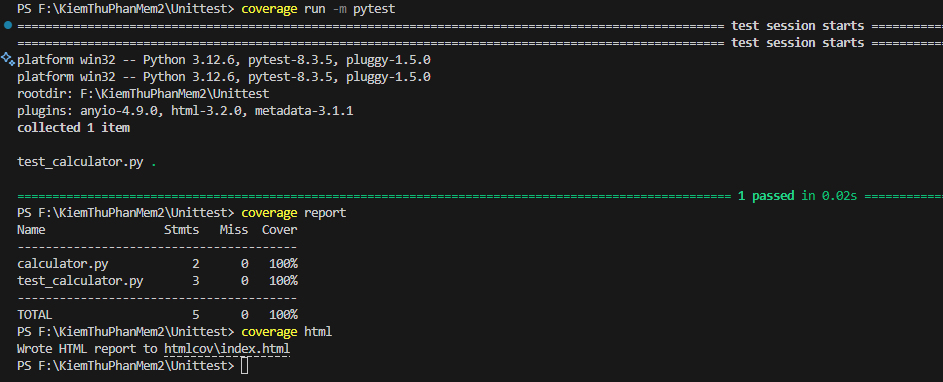 PS F:\KiemThuPhanMem2\Unittest> coverage run -m pytest
======================================================================================================= test session starts ===========
======================================================================================================= test session starts ===========
platform win32 -- Python 3.12.6, pytest-8.3.5, pluggy-1.5.0
platform win32 -- Python 3.12.6, pytest-8.3.5, pluggy-1.5.0
rootdir: F:\KiemThuPhanMem2\Unittest
plugins: anyio-4.9.0, html-3.2.0, metadata-3.1.1
collected 1 item
test_calculator.py .
======================================================================================================== 1 passed in 0.02s ============
PS F:\KiemThuPhanMem2\Unittest> coverage report
Name                 Stmts   Miss  Cover
----------------------------------------
calculator.py            2      0   100%
test_calculator.py       3      0   100%
----------------------------------------
TOTAL                    5      0   100%
PS F:\KiemThuPhanMem2\Unittest> coverage html
Wrote HTML report to htmlcov\index.html
PS F:\KiemThuPhanMem2\Unittest>